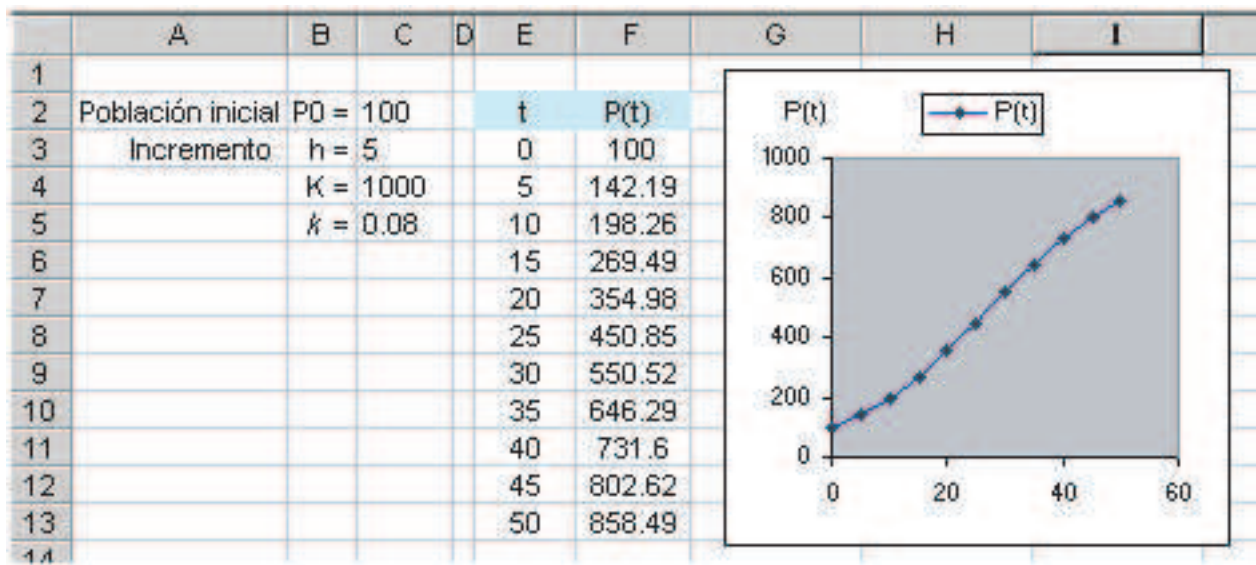 A B C D E F G H I
1
2 Población inicial P0 = 100 t P(t)
3 Incremento h = 5 0 100
4 K = 1000 5 142.19
5 k = 0.08 10 198.26
6 15 269.49
7 20 354.98
8 25 450.85
9 30 550.52
10 35 646.29
11 40 731.6
12 45 802.62
13 50 858.49
14
P(t) P(t)
1000
800
600
400
200
0
0 20 40 60